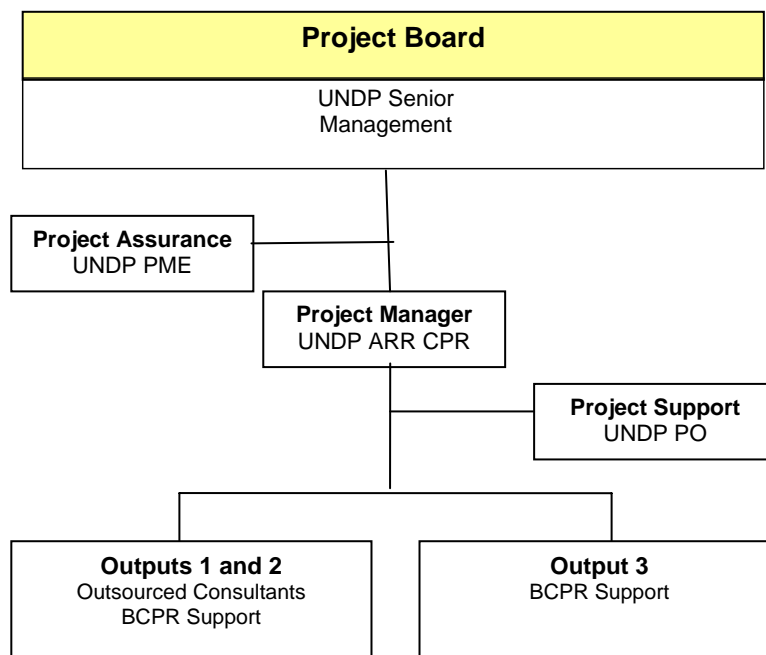 Project Board
UNDP Senior
Management
Project Assurance
UNDP PME
Project Manager
UNDP ARR CPR
Project Support
UNDP PO
Outputs 1 and 2
Outsourced Consultants
BCPR Support
Output 3
BCPR Support